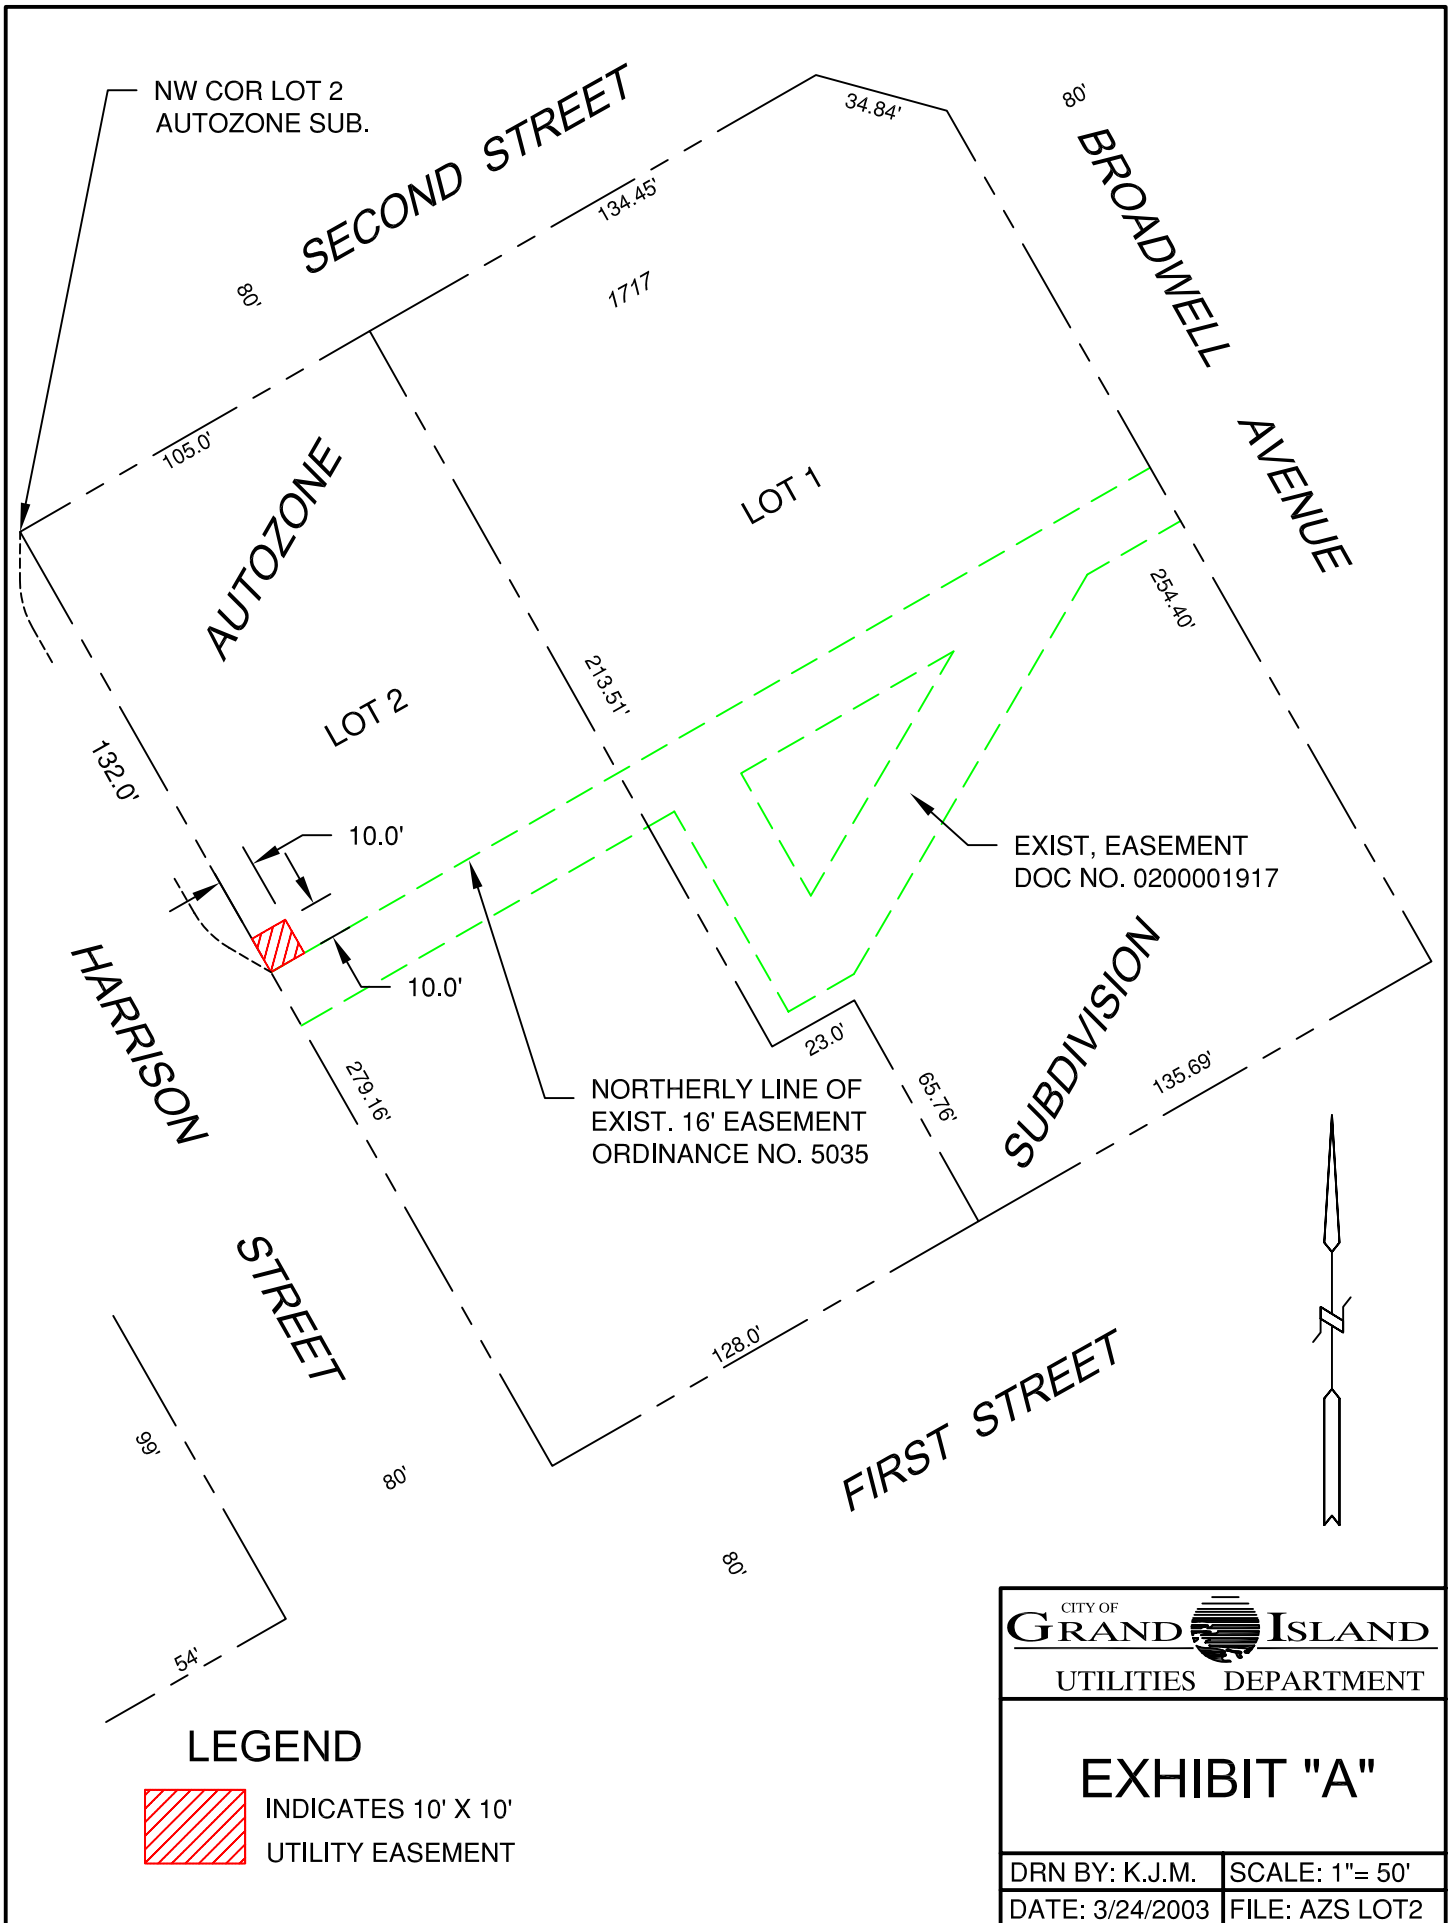 NW COR LOT 2
AUTOZONE SUB.
SECOND STREET
34.84'
80'
BROADWELL
AVENUE
134.45'
80'
1717
105.0'
AUTOZONE
LOT 1
254.40'
213.51'
LOT 2
132.0'
10.0'
EXIST, EASEMENT
DOC NO. 0200001917
10.0'
HARRISON
STREET
23.0'
SUBDIVISION
279.16'
NORTHERLY LINE OF
EXIST. 16' EASEMENT
ORDINANCE NO. 5035
65.76'
135.69'
128.0'
FIRST STREET
99'
80'
80'
54'
N
LEGEND
INDICATES 10' X 10'
UTILITY EASEMENT
CITY OF
GRAND ISLAND
UTILITIES DEPARTMENT
EXHIBIT "A"
DRN BY: K.J.M.
SCALE: 1"= 50'
DATE: 3/24/2003
FILE: AZS LOT2